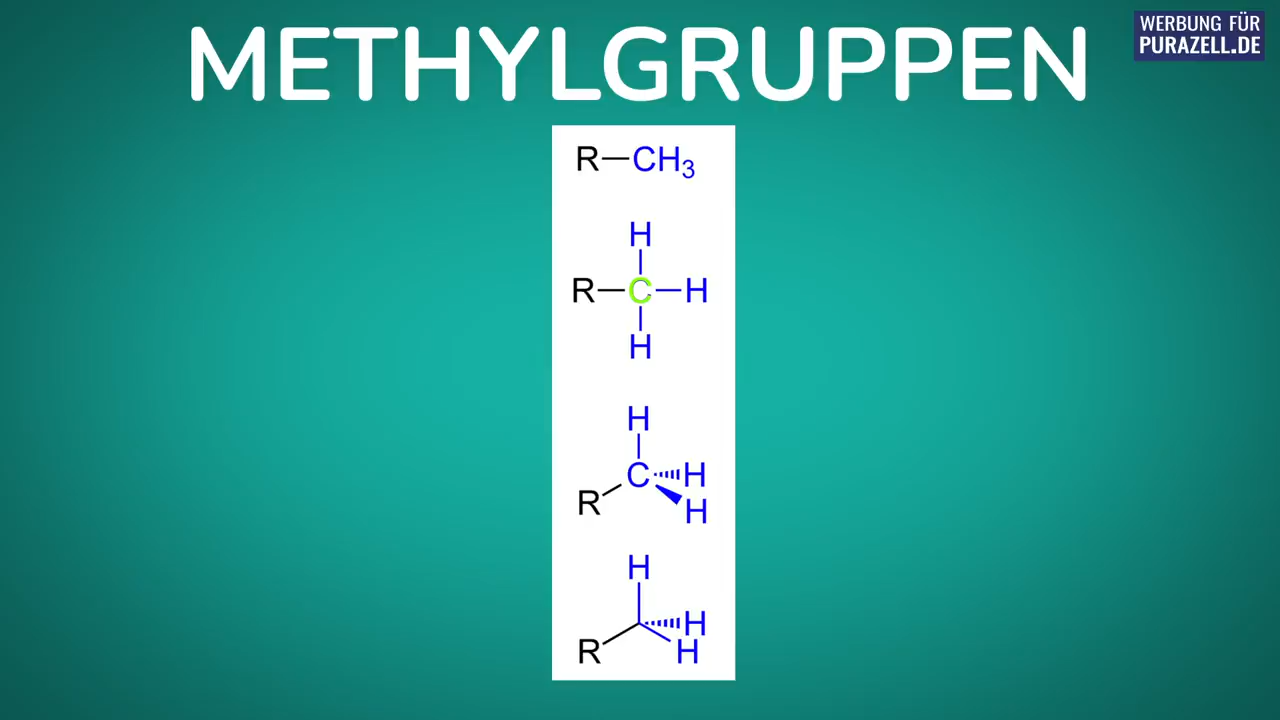 WERBUNG FÜR
PURAZELL.DE
METHYLGRUPPEN
R—CH₃
H
R—C—H
H
H
C H
R H
H
H
R H